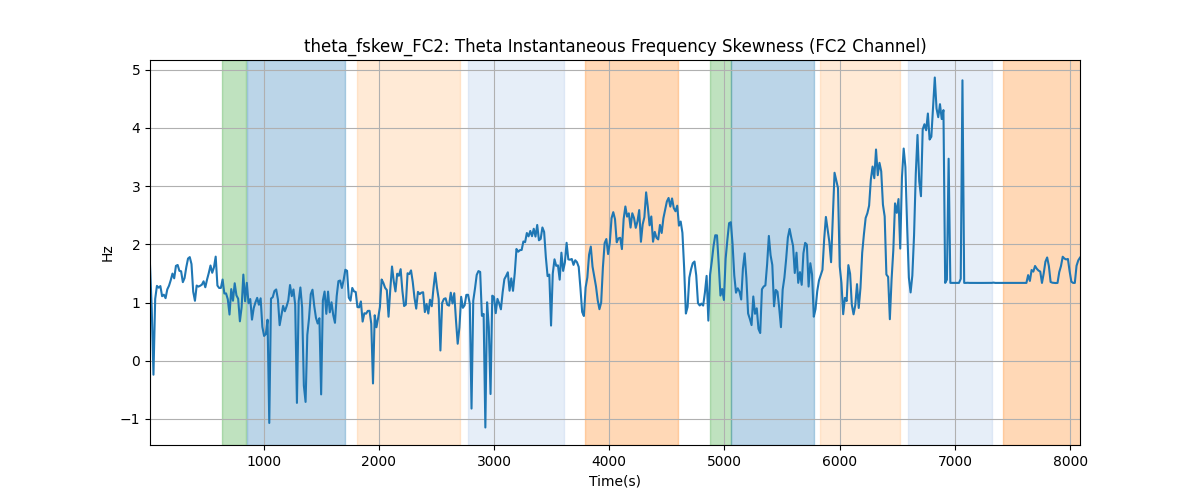 theta_fskew_FC2: Theta Instantaneous Frequency Skewness (FC2 Channel)
5
4
3
2
1
0
−1
Hz
1000 2000 3000 4000 5000 6000 7000 8000
Time(s)